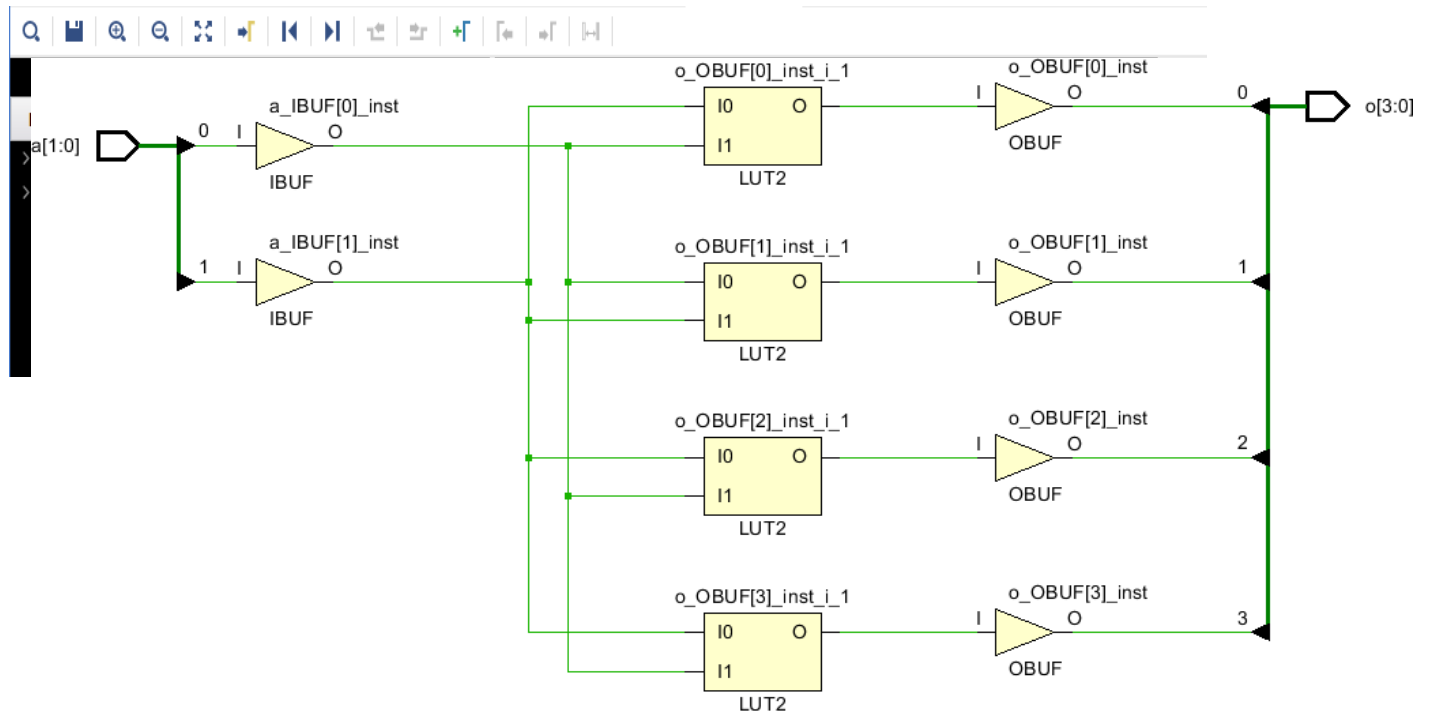 a[1:0]
0
I
a_IBUF[0]_inst
O
IBUF
1
I
a_IBUF[1]_inst
O
IBUF
o_OBUF[0]_inst_i_1
I0
O
I1
LUT2
o_OBUF[0]_inst
I
O
OBUF
0
o[3:0]
o_OBUF[1]_inst_i_1
I0
O
I1
LUT2
o_OBUF[1]_inst
I
O
OBUF
1
o_OBUF[2]_inst_i_1
I0
O
I1
LUT2
o_OBUF[2]_inst
I
O
OBUF
2
o_OBUF[3]_inst_i_1
I0
O
I1
LUT2
o_OBUF[3]_inst
I
O
OBUF
3